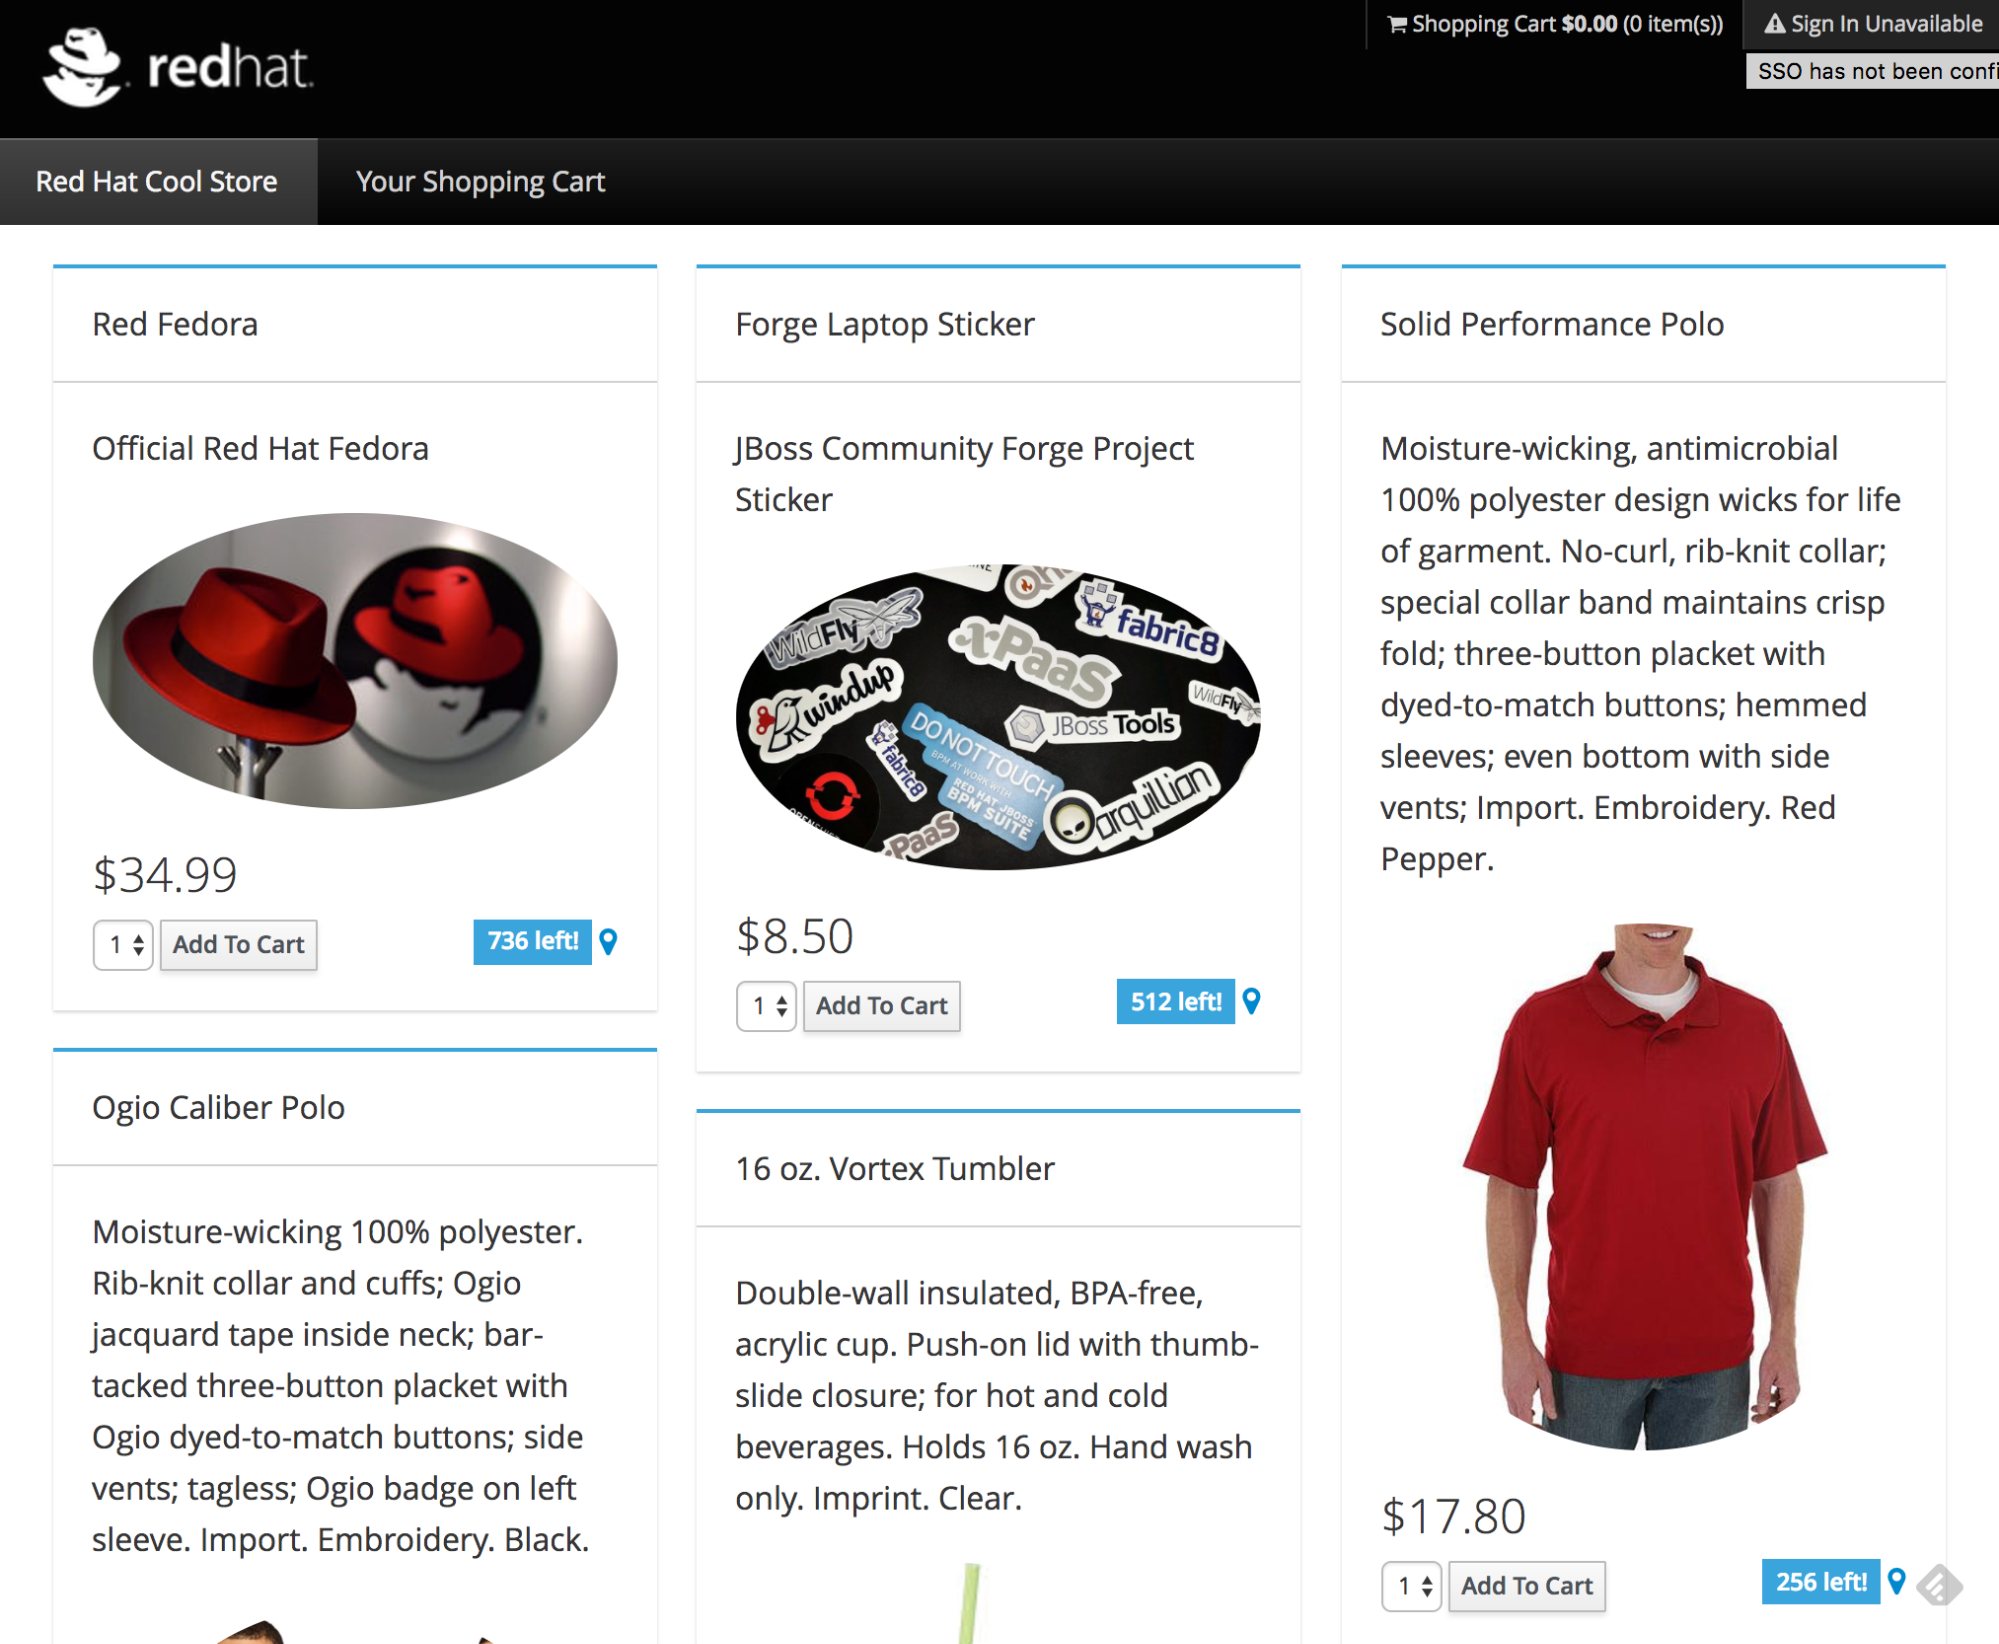 redhat.
Shopping Cart $0.00 (0 item(s))
Sign In Unavailable
SSO has not been confi
Red Hat Cool Store
Your Shopping Cart
Red Fedora
Official Red Hat Fedora
$34.99
1
Add To Cart
736 left!
Ogio Caliber Polo
Moisture-wicking 100% polyester.
Rib-knit collar and cuffs; Ogio
jacquard tape inside neck; bar-
tacked three-button placket with
Ogio dyed-to-match buttons; side
vents; tagless; Ogio badge on left
sleeve. Import. Embroidery. Black.
Forge Laptop Sticker
JBoss Community Forge Project
Sticker
WildFly
fabric8
xPaaS
windup
WildFly
JBoss Tools
fabric8
DO NOT TOUCH
BPM AT WORK WITH
RED HAT JBOSS
BPM SUITE
arquillian
xPaaS
$8.50
1
Add To Cart
512 left!
16 oz. Vortex Tumbler
Double-wall insulated, BPA-free,
acrylic cup. Push-on lid with thumb-
slide closure; for hot and cold
beverages. Holds 16 oz. Hand wash
only. Imprint. Clear.
Solid Performance Polo
Moisture-wicking, antimicrobial
100% polyester design wicks for life
of garment. No-curl, rib-knit collar;
special collar band maintains crisp
fold; three-button placket with
dyed-to-match buttons; hemmed
sleeves; even bottom with side
vents; Import. Embroidery. Red
Pepper.
$17.80
1
Add To Cart
256 left!